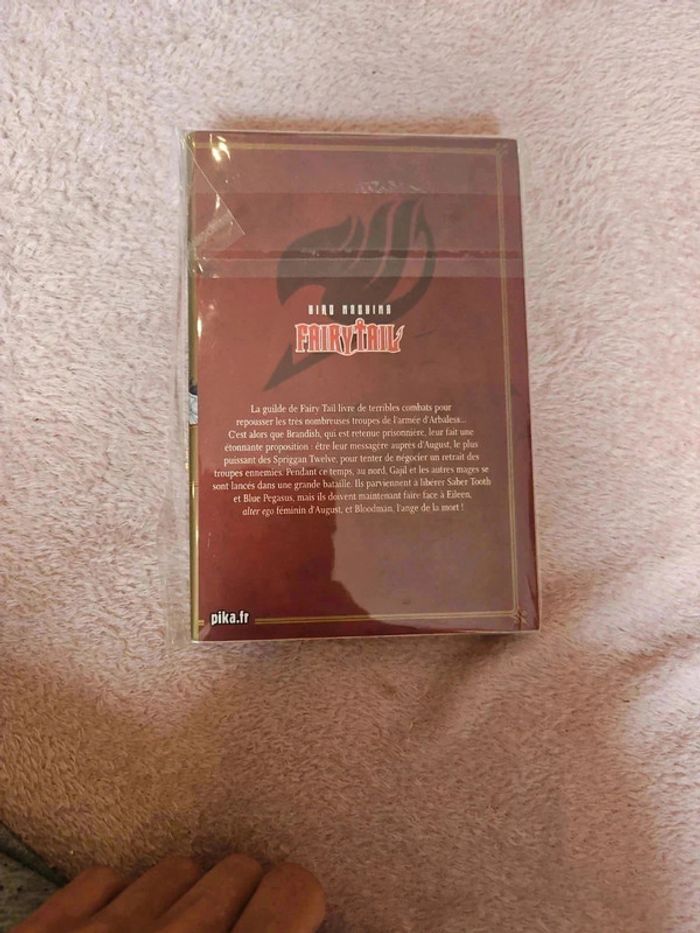 HIRO MASHIMA
FAIRY TAIL
La guilde de Fairy Tail livre de terribles combats pour
repousser les très nombreuses troupes de l'armée d'Arbaless...
C'est alors que Brandish, qui est retenue prisonnière, leur fait une
étonnante proposition : être leur messagère auprès d'August, le plus
puissant des Spriggan Twelve, pour tenter de négocier un retrait des
troupes ennemies. Pendant ce temps, au nord, Gajil et les autres mages se
sont lancés dans une grande bataille. Ils parviennent à libérer Saber Tooth
et Blue Pegasus, mais ils doivent maintenant faire face à Eileen,
alter ego féminin d'August, et Bloodman, l'ange de la mort !
pika.fr